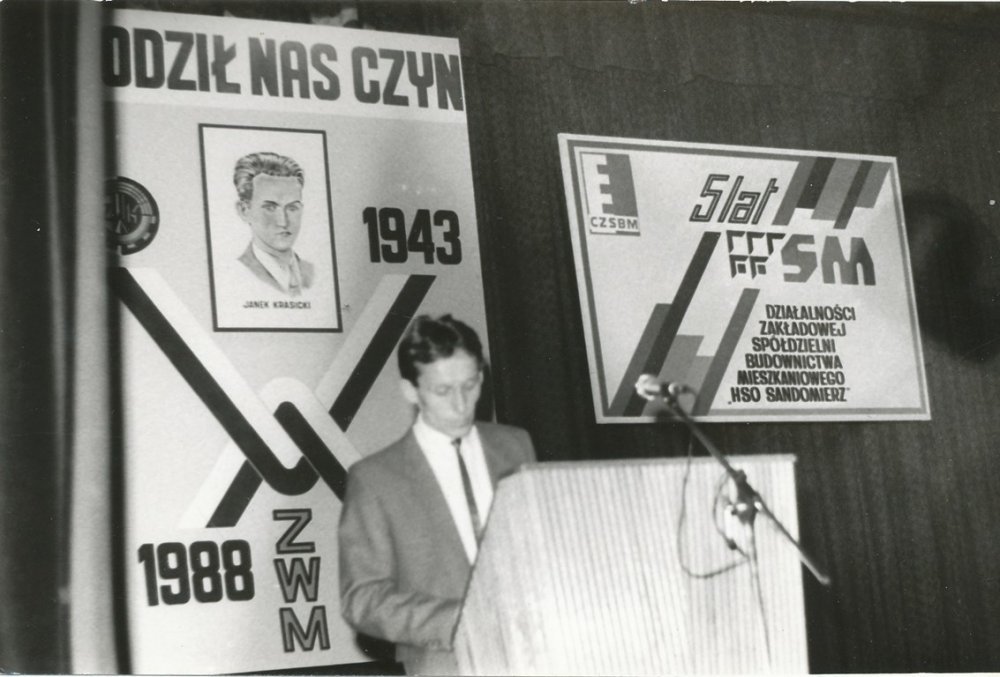 ODZIŁ NAS CZYN
1943
JANEK KRASICKI
1988
ZWM
CZSBM
5 lat
SM
DZIAŁALNOŚCI
ZAKŁADOWEJ
SPÓŁDZIELNI
BUDOWNICTWA
MIESZKANIOWEGO
„HSO SANDOMIERZ"